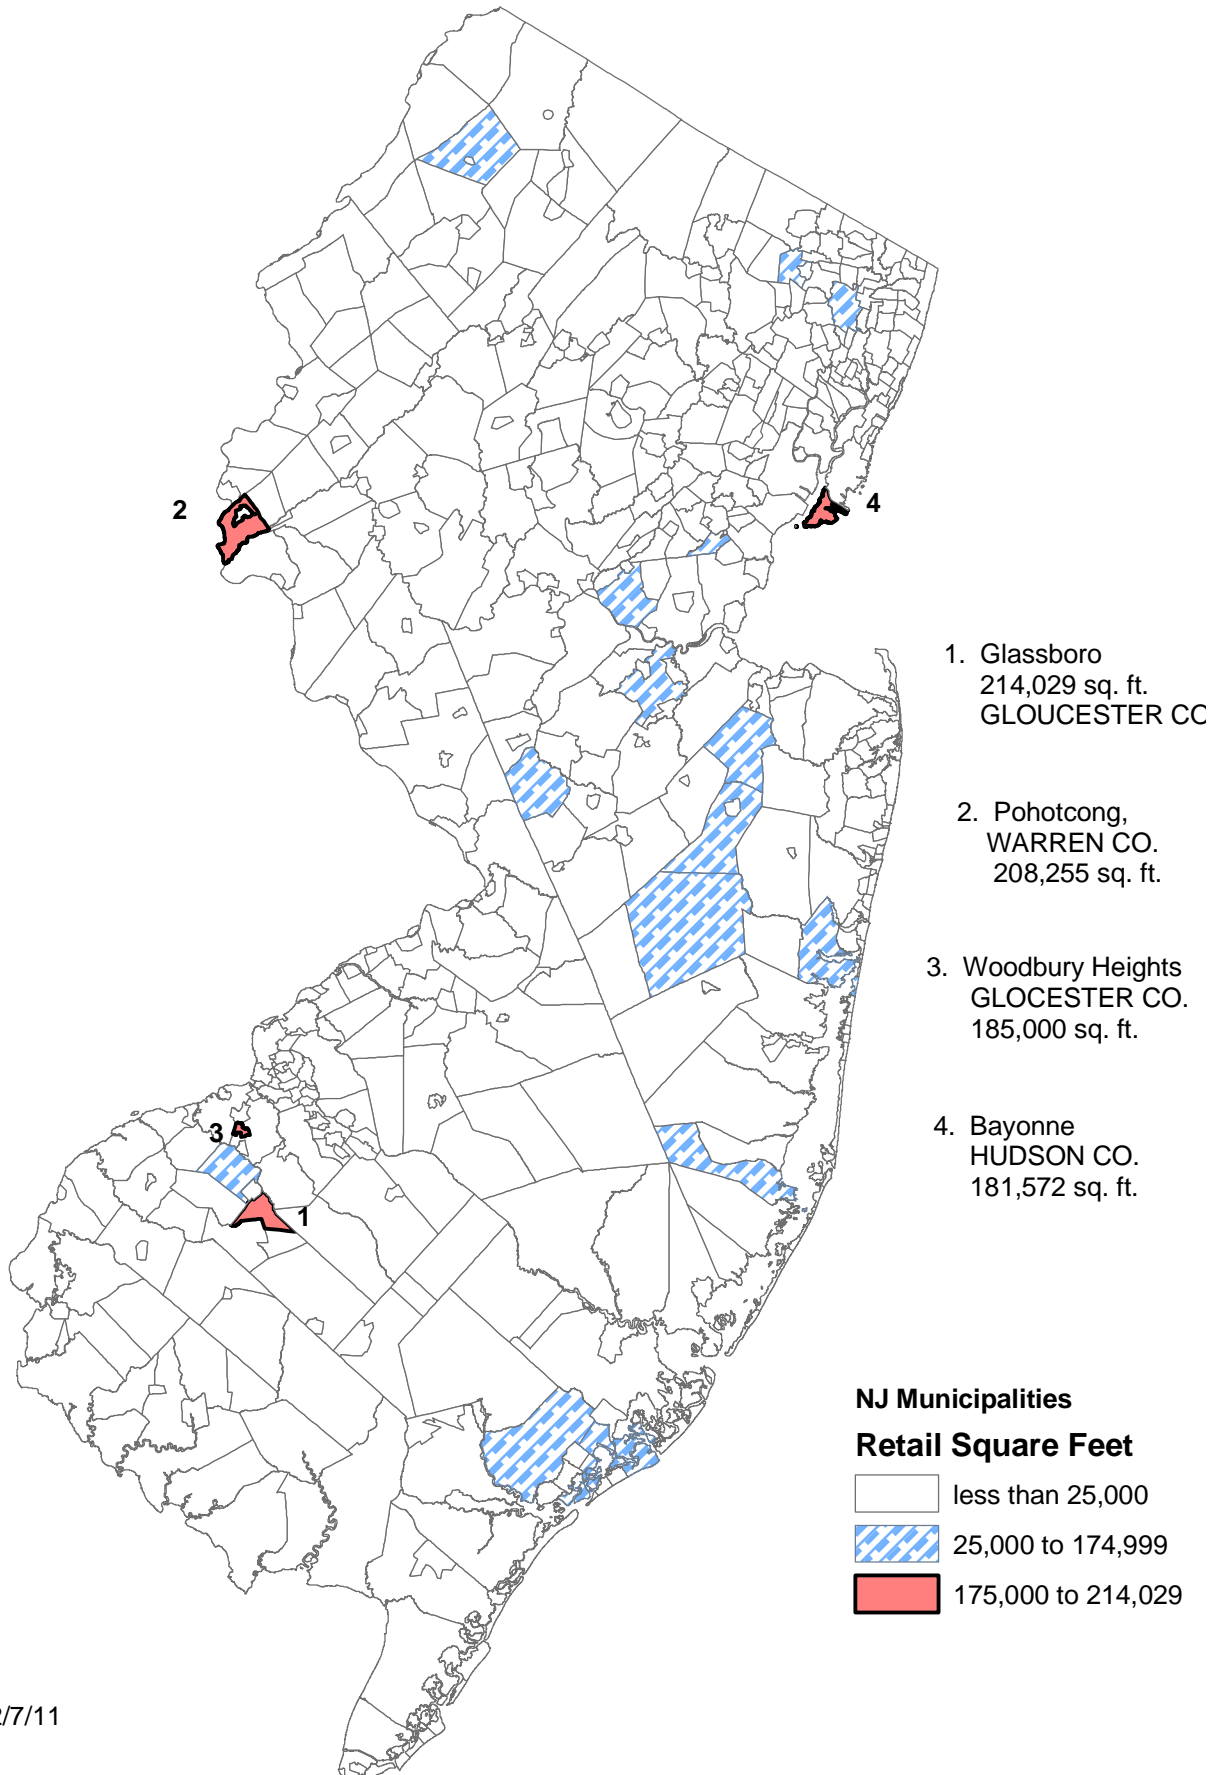 2
4
1. Glassboro
214,029 sq. ft.
GLOUCESTER CO
2. Pohotcong,
WARREN CO.
208,255 sq. ft.
3. Woodbury Heights
GLOCESTER CO.
185,000 sq. ft.
3
4. Bayonne
HUDSON CO.
181,572 sq. ft.
1
NJ Municipalities
Retail Square Feet
less than 25,000
25,000 to 174,999
175,000 to 214,029
/7/11